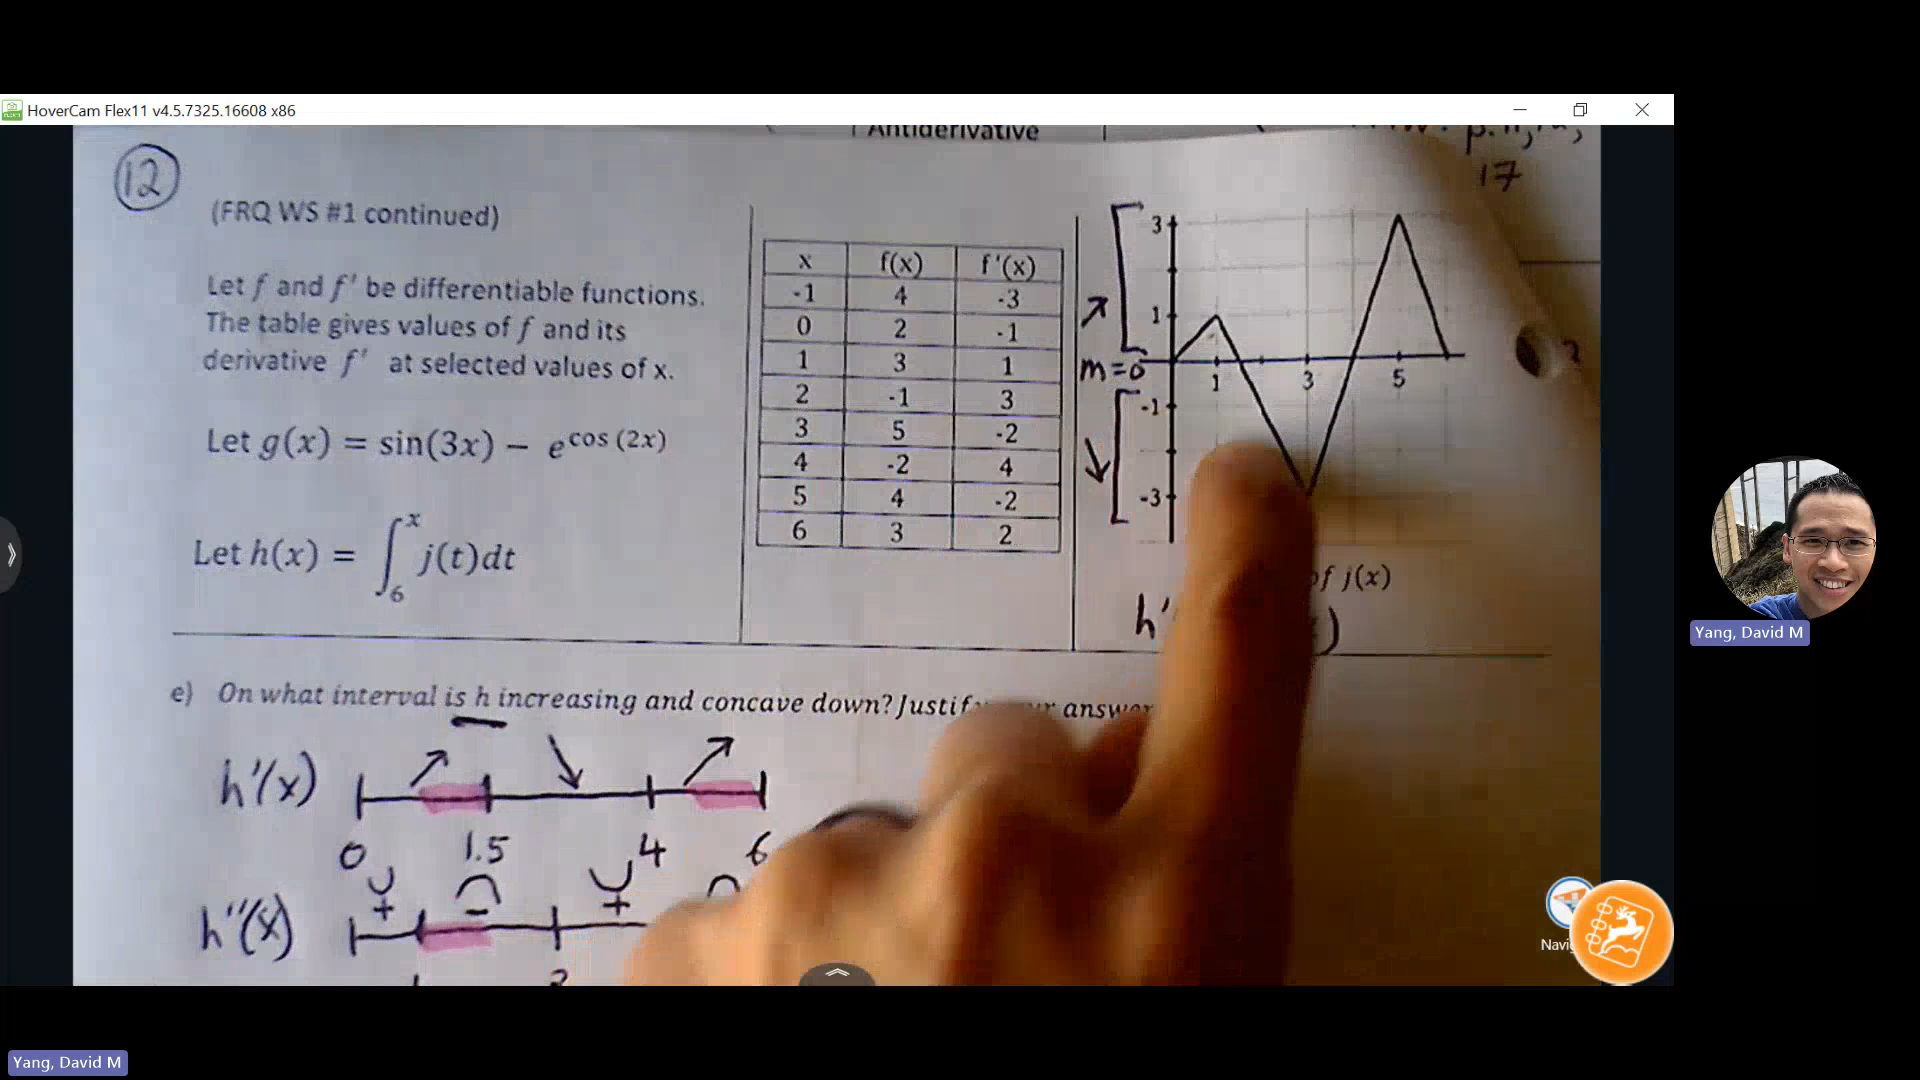 HoverCam Flex11 v4.5.7325.16608 x86
Antiderivative
17
12
(FRQ WS #1 continued)
Let f and f' be differentiable functions.
The table gives values of f and its
derivative f' at selected values of x.
Let g(x) = sin(3x) − e^cos (2x)
Let h(x) = ∫₆ˣ j(t)dt
x f(x) f'(x)
-1 4 -3
0 2 -1
1 3 1
2 -1 3
3 5 -2
4 -2 4
5 4 -2
6 3 2
3
1
m=0
1 3 5
-1
-3
of j(x)
h'
e) On what interval is h increasing and concave down? Justify your answer
h'(x)
0 1.5 4 6
+ − +
h''(x)
Yang, David M
Yang, David M